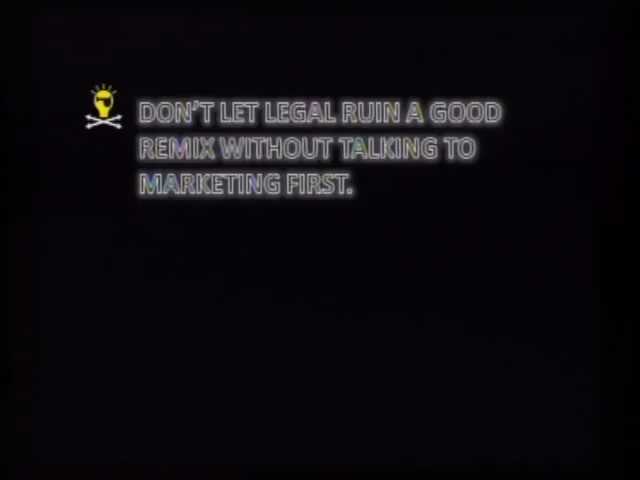 DON'T LET LEGAL RUIN A GOOD
REMIX WITHOUT TALKING TO
MARKETING FIRST.